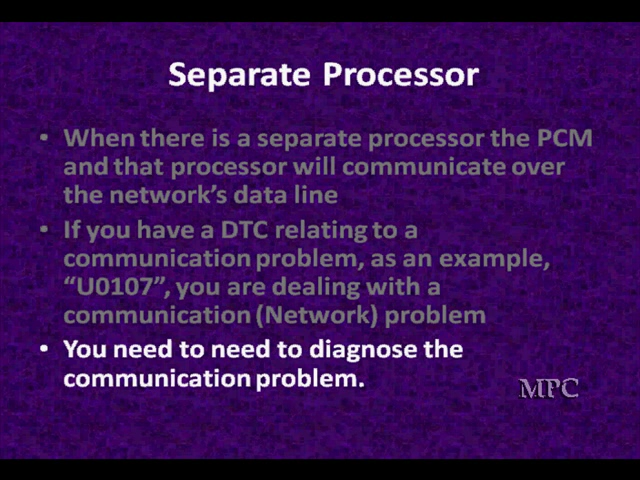 Separate Processor
• When there is a separate processor the PCM
and that processor will communicate over
the network’s data line
• If you have a DTC relating to a
communication problem, as an example,
“U0107”, you are dealing with a
communication (Network) problem
• You need to need to diagnose the
communication problem.
MPC